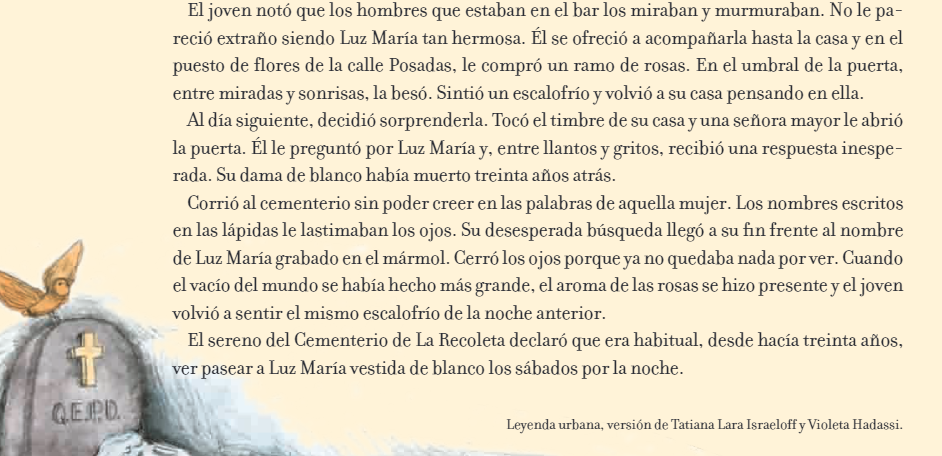 El joven notó que los hombres que estaban en el bar los miraban y murmuraban. No le pa-
reció extraño siendo Luz María tan hermosa. Él se ofreció a acompañarla hasta la casa y en el
puesto de flores de la calle Posadas, le compró un ramo de rosas. En el umbral de la puerta,
entre miradas y sonrisas, la besó. Sintió un escalofrío y volvió a su casa pensando en ella.
Al día siguiente, decidió sorprenderla. Tocó el timbre de su casa y una señora mayor le abrió
la puerta. Él le preguntó por Luz María y, entre llantos y gritos, recibió una respuesta inespe-
rada. Su dama de blanco había muerto treinta años atrás.
Corrió al cementerio sin poder creer en las palabras de aquella mujer. Los nombres escritos
en las lápidas le lastimaban los ojos. Su desesperada búsqueda llegó a su fin frente al nombre
de Luz María grabado en el mármol. Cerró los ojos porque ya no quedaba nada por ver. Cuando
el vacío del mundo se había hecho más grande, el aroma de las rosas se hizo presente y el joven
volvió a sentir el mismo escalofrío de la noche anterior.
El sereno del Cementerio de La Recoleta declaró que era habitual, desde hacía treinta años,
ver pasear a Luz María vestida de blanco los sábados por la noche.
Q.E.P.D.
Leyenda urbana, versión de Tatiana Lara Israeloff y Violeta Hadassi.